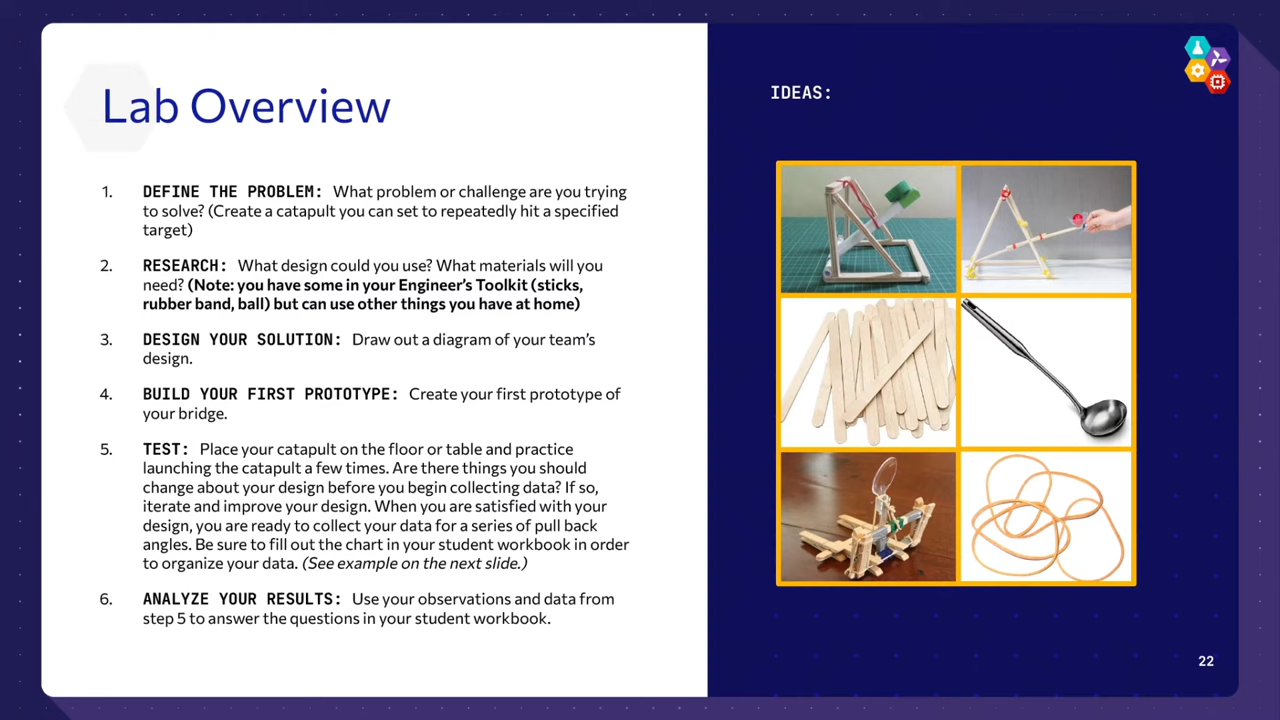 Lab Overview
1. DEFINE THE PROBLEM: What problem or challenge are you trying
to solve? (Create a catapult you can set to repeatedly hit a specified
target)
2. RESEARCH: What design could you use? What materials will you
need? (Note: you have some in your Engineer's Toolkit (sticks,
rubber band, ball) but can use other things you have at home)
3. DESIGN YOUR SOLUTION: Draw out a diagram of your team's
design.
4. BUILD YOUR FIRST PROTOTYPE: Create your first prototype of
your bridge.
5. TEST: Place your catapult on the floor or table and practice
launching the catapult a few times. Are there things you should
change about your design before you begin collecting data? If so,
iterate and improve your design. When you are satisfied with your
design, you are ready to collect your data for a series of pull back
angles. Be sure to fill out the chart in your student workbook in order
to organize your data. (See example on the next slide.)
6. ANALYZE YOUR RESULTS: Use your observations and data from
step 5 to answer the questions in your student workbook.
IDEAS:
22